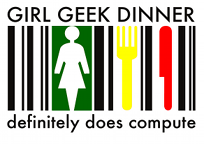 GIRL GEEK DINNER
definitely does compute